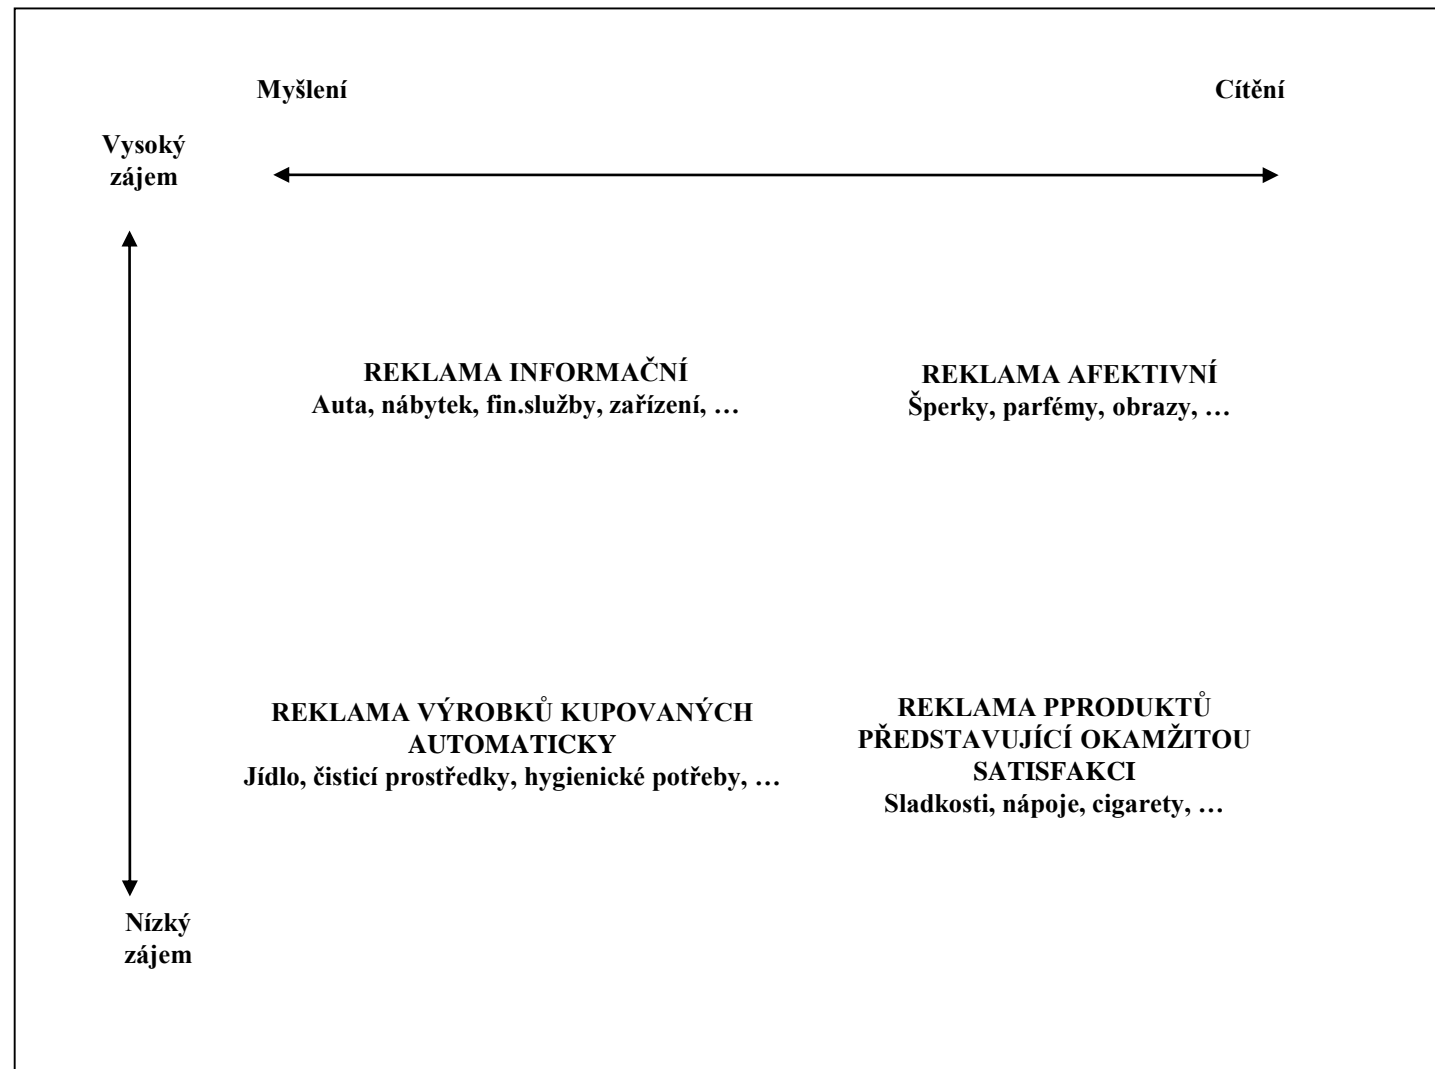 Myšlení
Cítění
Vysoký
zájem
REKLAMA INFORMAČNÍ
Auta, nábytek, fin.služby, zařízení, …
REKLAMA AFEKTIVNÍ
Šperky, parfémy, obrazy, …
REKLAMA VÝROBKŮ KUPOVANÝCH
AUTOMATICKY
Jídlo, čisticí prostředky, hygienické potřeby, …
REKLAMA PPRODUKTŮ
PŘEDSTAVUJÍCÍ OKAMŽITOU
SATISFAKCI
Sladkosti, nápoje, cigarety, …
Nízký
zájem